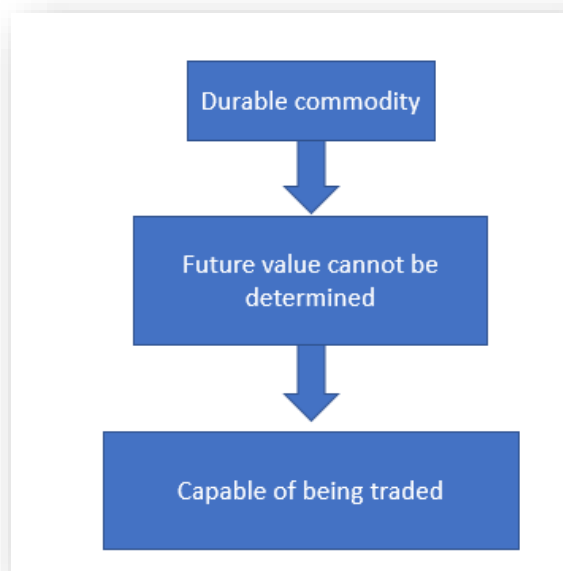 Durable commodity
Future value cannot be
determined
Capable of being traded